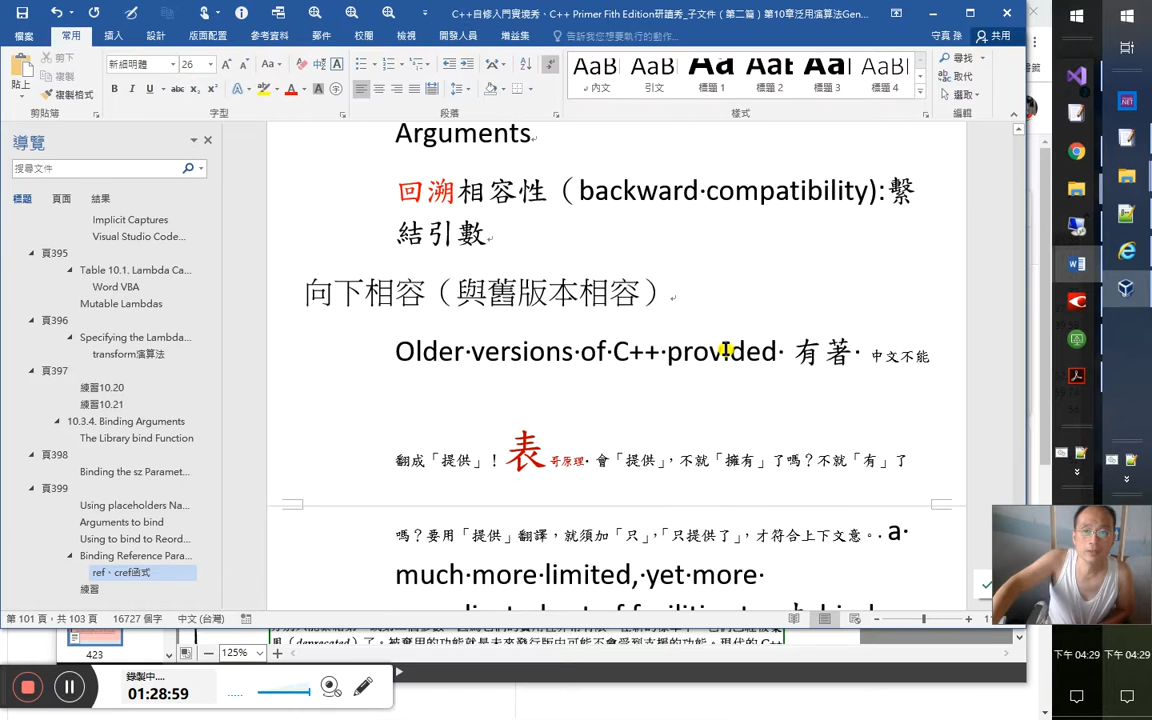 C++自修入門實境秀、C++ Primer Fith Edition研讀秀_子文件（第二篇）第10章泛用演算法Gen...
檔案 常用 插入 設計 版面配置 參考資料 郵件 校閱 檢視 開發人員 增益集 告訴我您想要執行的動作... 守真 孫 共用
貼上 剪下 複製 複製格式
新細明體 26
剪貼簿 字型 段落 樣式
AaB AaB AaB AaB AaB AaBl
內文 引文 標題 1 標題 2 標題 3 標題 4
尋找 取代 選取 編輯
導覽
搜尋文件
標題 頁面 結果
Implicit Captures
Visual Studio Code...
頁395
Table 10.1. Lambda Ca...
Word VBA
Mutable Lambdas
頁396
Specifying the Lambda...
transform演算法
頁397
練習10.20
練習10.21
10.3.4. Binding Arguments
The Library bind Function
頁398
Binding the sz Paramet...
頁399
Using placeholders Na...
Arguments to bind
Using to bind to Reord...
Binding Reference Para...
ref、cref函式
練習
Arguments
回溯相容性（backward compatibility):繫
結引數
向下相容（與舊版本相容）
Older versions of C++ provided 有著 中文不能
翻成「提供」！表哥原理 會「提供」，不就「擁有」了嗎？不就「有」了
嗎？要用「提供」翻譯，就須加「只」，「只提供了」，才符合上下文意。 a
much more limited, yet more
第 101 頁，共 103 頁 16727 個字 中文 (台灣)
423
125%
錄製中....
01:28:59
下午 04:29 下午 04:29